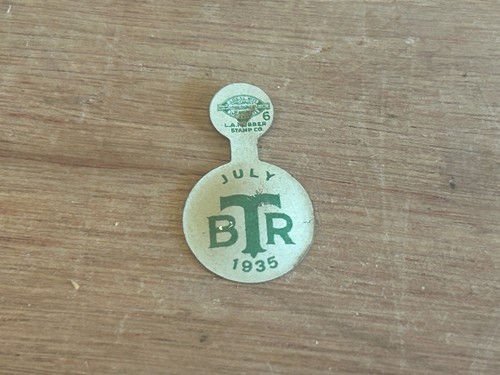 6
L.A. RUBBER
STAMP CO.
JULY
BTR
1935